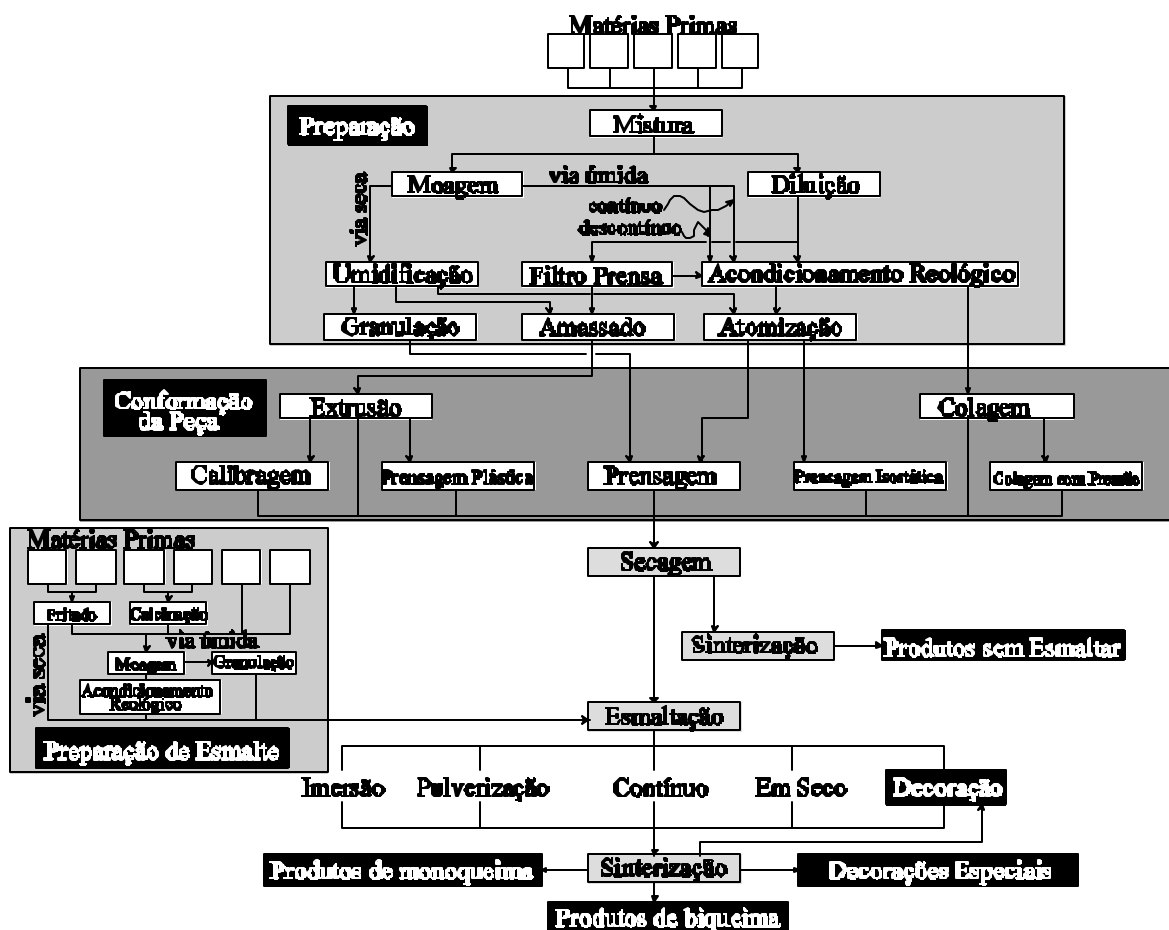 Matérias Primas
Preparação
Mistura
Moagem
via úmida
Diluição
via seca
contínuo
descontínuo
Umidificação
Filtro Prensa
Acondicionamento Reológico
Granulação
Amassado
Atomização
Conformação
da Peça
Extrusão
Colagem
Calibragem
Prensagem Plástica
Prensagem
Prensagem Isostática
Colagem com Pressão
Matérias Primas
Secagem
Fritado
Calcinação
via úmida
via seca
Moagem
Granulação
Sinterização
Produtos sem Esmaltar
Acondicionamento
Reológico
Esmaltação
Preparação de Esmalte
Imersão
Pulverização
Contínuo
Em Seco
Decoração
Produtos de monoqueima
Sinterização
Decorações Especiais
Produtos de biqueima